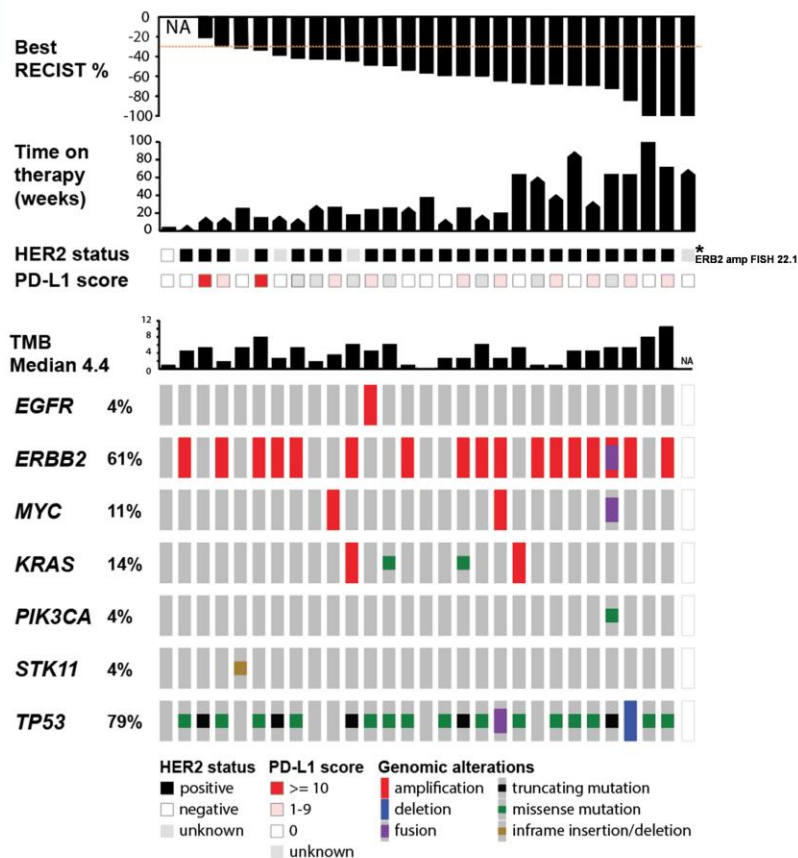 Best
RECIST %
0
-20
-40
-60
-80
-100
NA
Time on
therapy
(weeks)
100
80
60
40
20
0
HER2 status
*
ERB2 amp FISH 22.1
PD-L1 score
TMB
Median 4.4
12
8
4
0
NA
EGFR 4%
ERBB2 61%
MYC 11%
KRAS 14%
PIK3CA 4%
STK11 4%
TP53 79%
HER2 status
positive
negative
unknown
PD-L1 score
>= 10
1-9
0
unknown
Genomic alterations
amplification
deletion
fusion
truncating mutation
missense mutation
inframe insertion/deletion